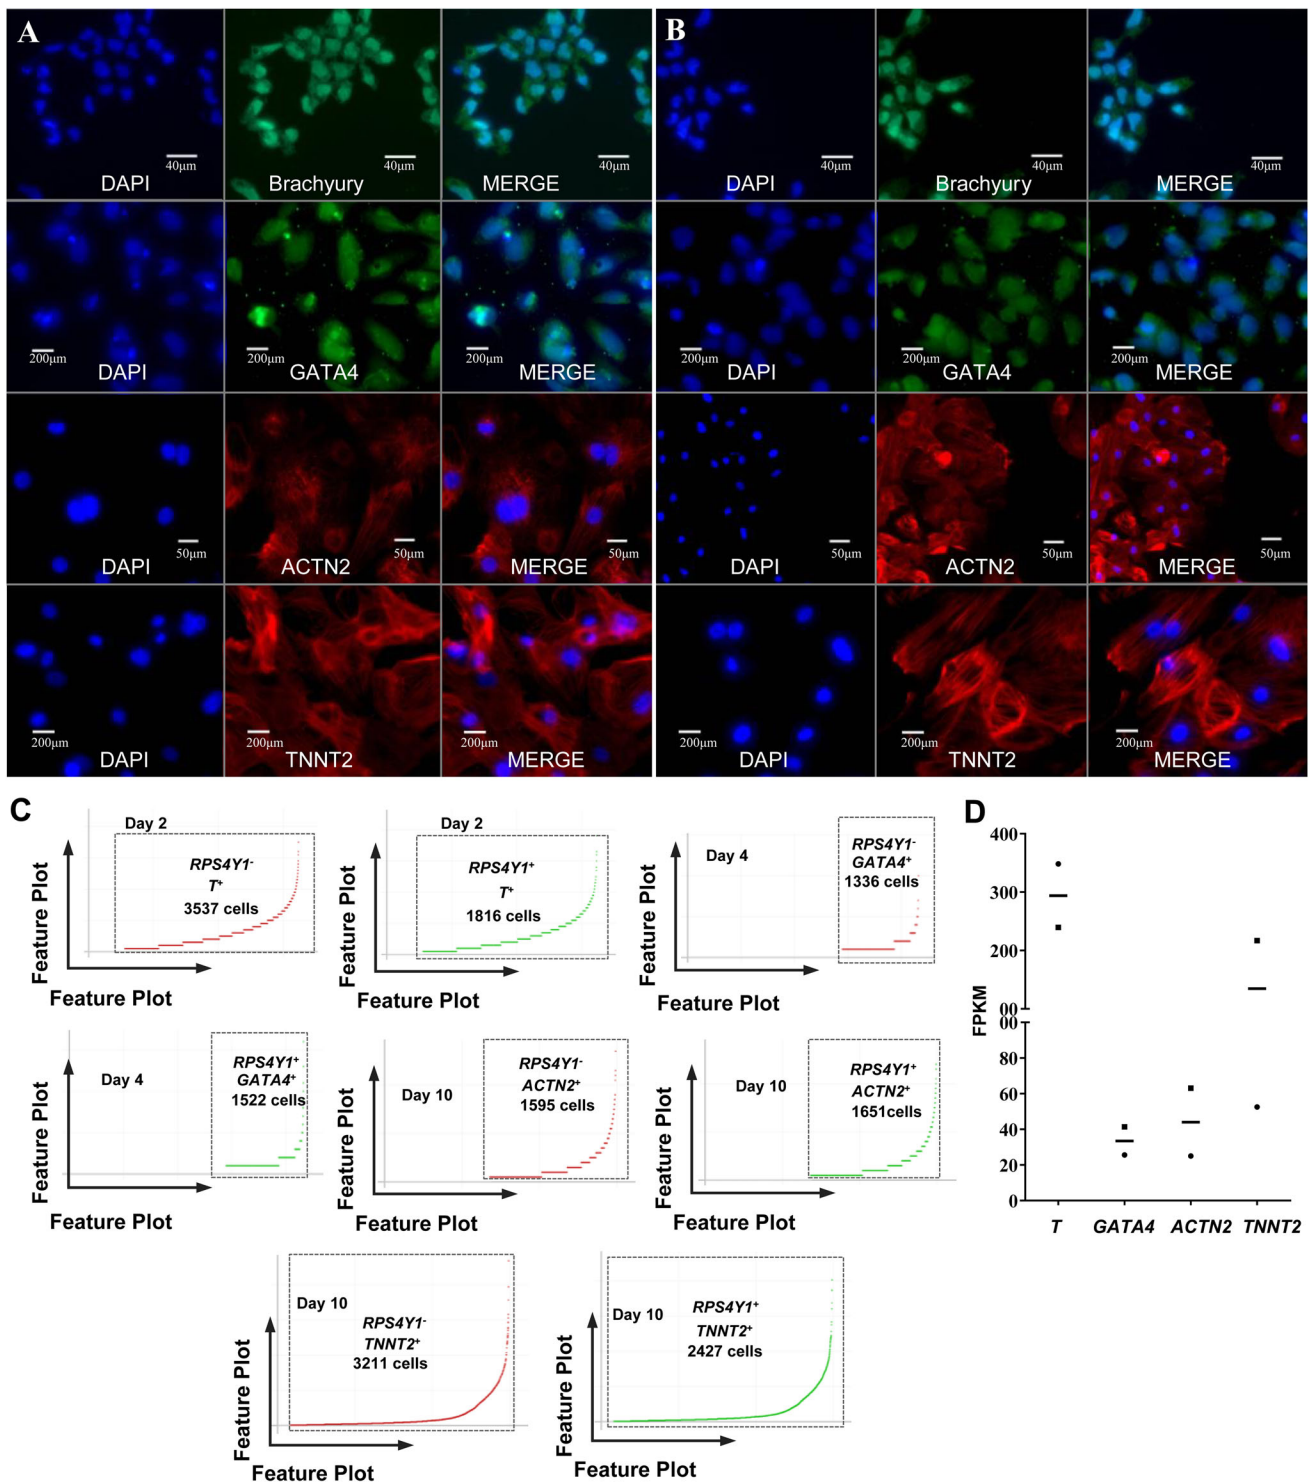 A
B
40μm
40μm
40μm
40μm
40μm
40μm
DAPI
Brachyury
MERGE
DAPI
Brachyury
MERGE
200μm
200μm
200μm
200μm
200μm
200μm
DAPI
GATA4
MERGE
DAPI
GATA4
MERGE
50μm
50μm
50μm
50μm
50μm
50μm
DAPI
ACTN2
MERGE
DAPI
ACTN2
MERGE
200μm
200μm
200μm
200μm
200μm
200μm
DAPI
TNNT2
MERGE
DAPI
TNNT2
MERGE
C
Day 2
RPS4Y1-
T+
3537 cells
Feature Plot
Feature Plot
Day 2
RPS4Y1+
T+
1816 cells
Feature Plot
Feature Plot
Day 4
RPS4Y1-
GATA4+
1336 cells
Feature Plot
Feature Plot
Day 4
RPS4Y1+
GATA4+
1522 cells
Feature Plot
Feature Plot
Day 10
RPS4Y1-
ACTN2+
1595 cells
Feature Plot
Feature Plot
Day 10
RPS4Y1+
ACTN2+
1651cells
Feature Plot
Feature Plot
Day 10
RPS4Y1-
TNNT2+
3211 cells
Feature Plot
Feature Plot
Day 10
RPS4Y1+
TNNT2+
2427 cells
Feature Plot
Feature Plot
D
400
300
200
00
00
80
60
40
20
0
FPKM
T GATA4 ACTN2 TNNT2